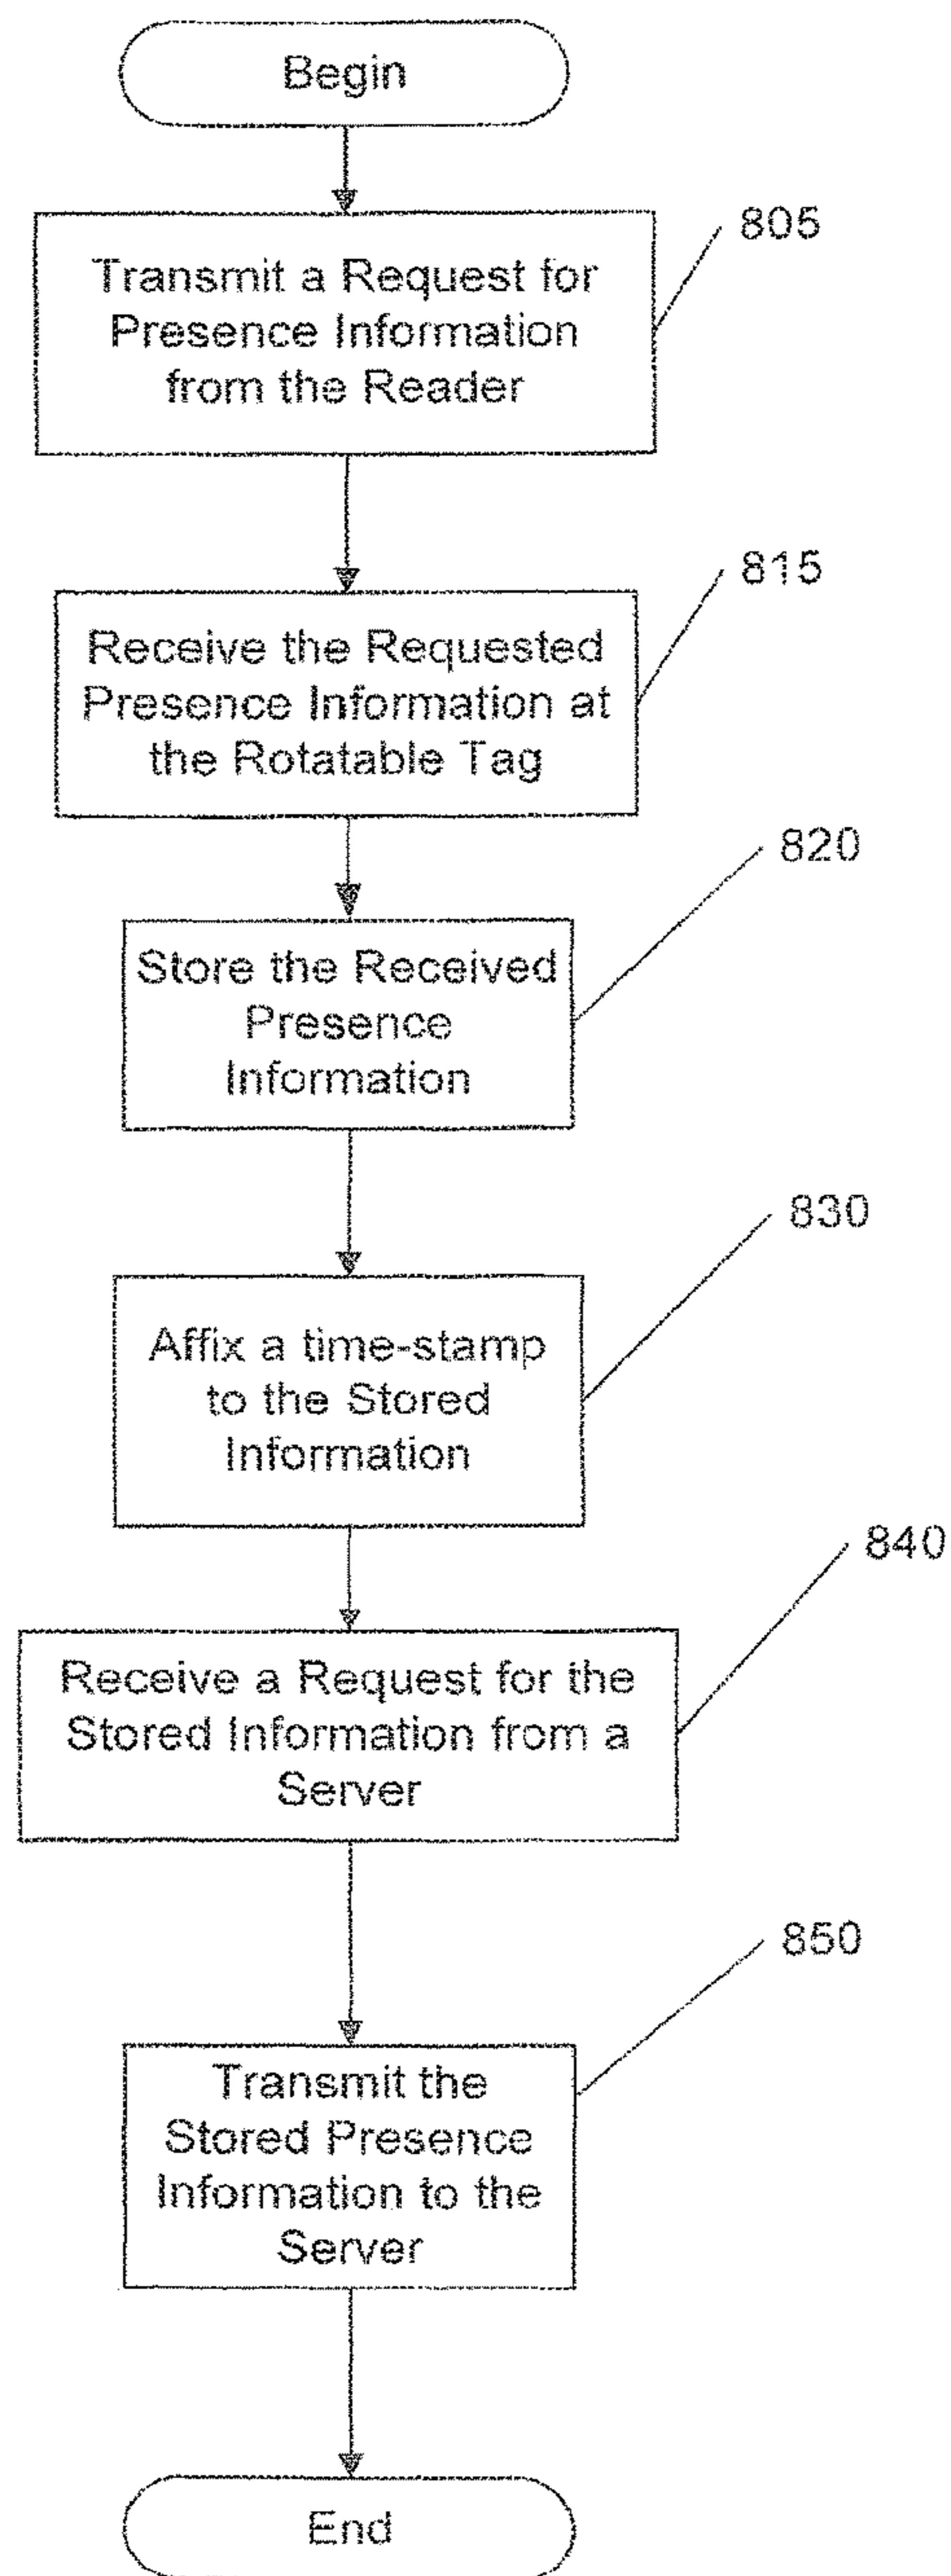 Begin
805
Transmit a Request for
Presence Information
from the Reader
815
Receive the Requested
Presence Information at
the Rotatable Tag
820
Store the Received
Presence
Information
830
Affix a time-stamp
to the Stored
Information
840
Receive a Request for the
Stored Information from a
Server
850
Transmit the
Stored Presence
Information to the
Server
End